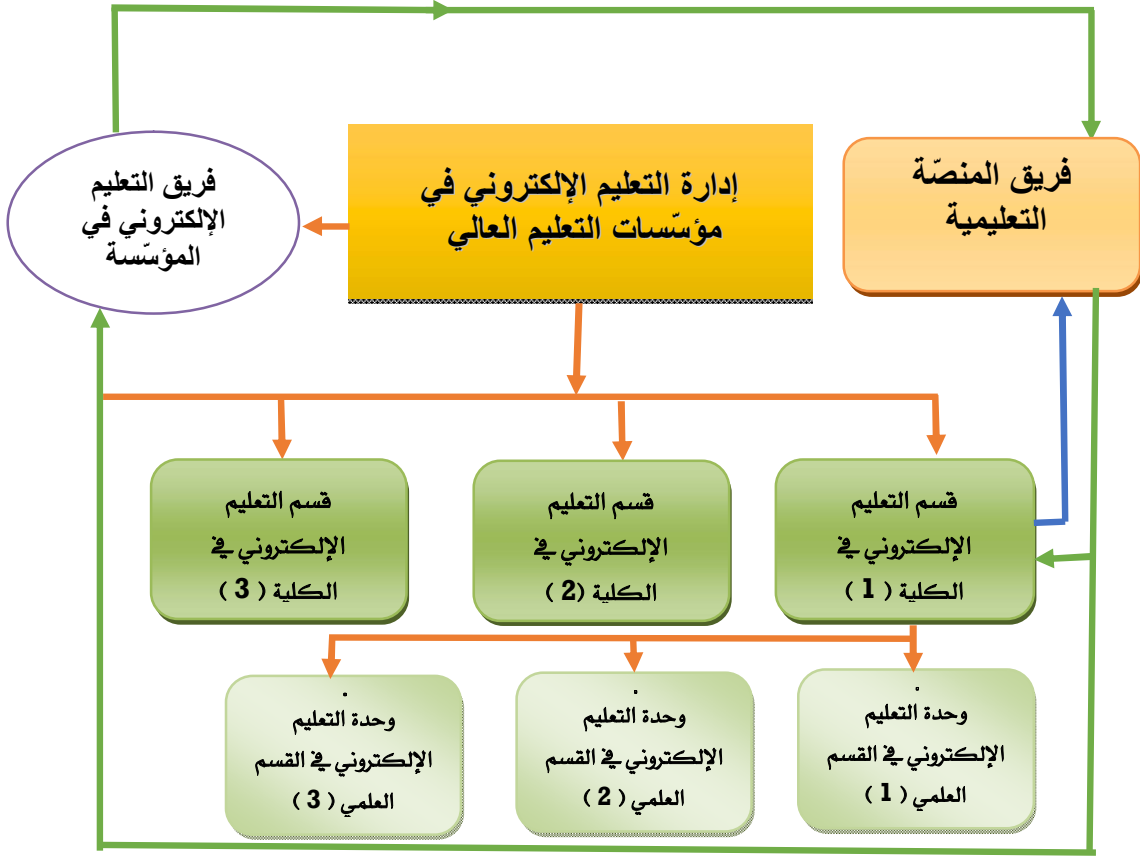 فريق المنصّة
التعليمية
إدارة التعليم الإلكتروني في
مؤسّسات التعليم العالي
فريق التعليم
الإلكتروني في
المؤسّسة
قسم التعليم
الإلكتروني في
الكلية ( 1 )
قسم التعليم
الإلكتروني في
الكلية (2 )
قسم التعليم
الإلكتروني في
الكلية ( 3 )
وحدة التعليم
الإلكتروني في القسم
العلمي ( 1 )
وحدة التعليم
الإلكتروني في القسم
العلمي ( 2 )
وحدة التعليم
الإلكتروني في القسم
العلمي ( 3 )